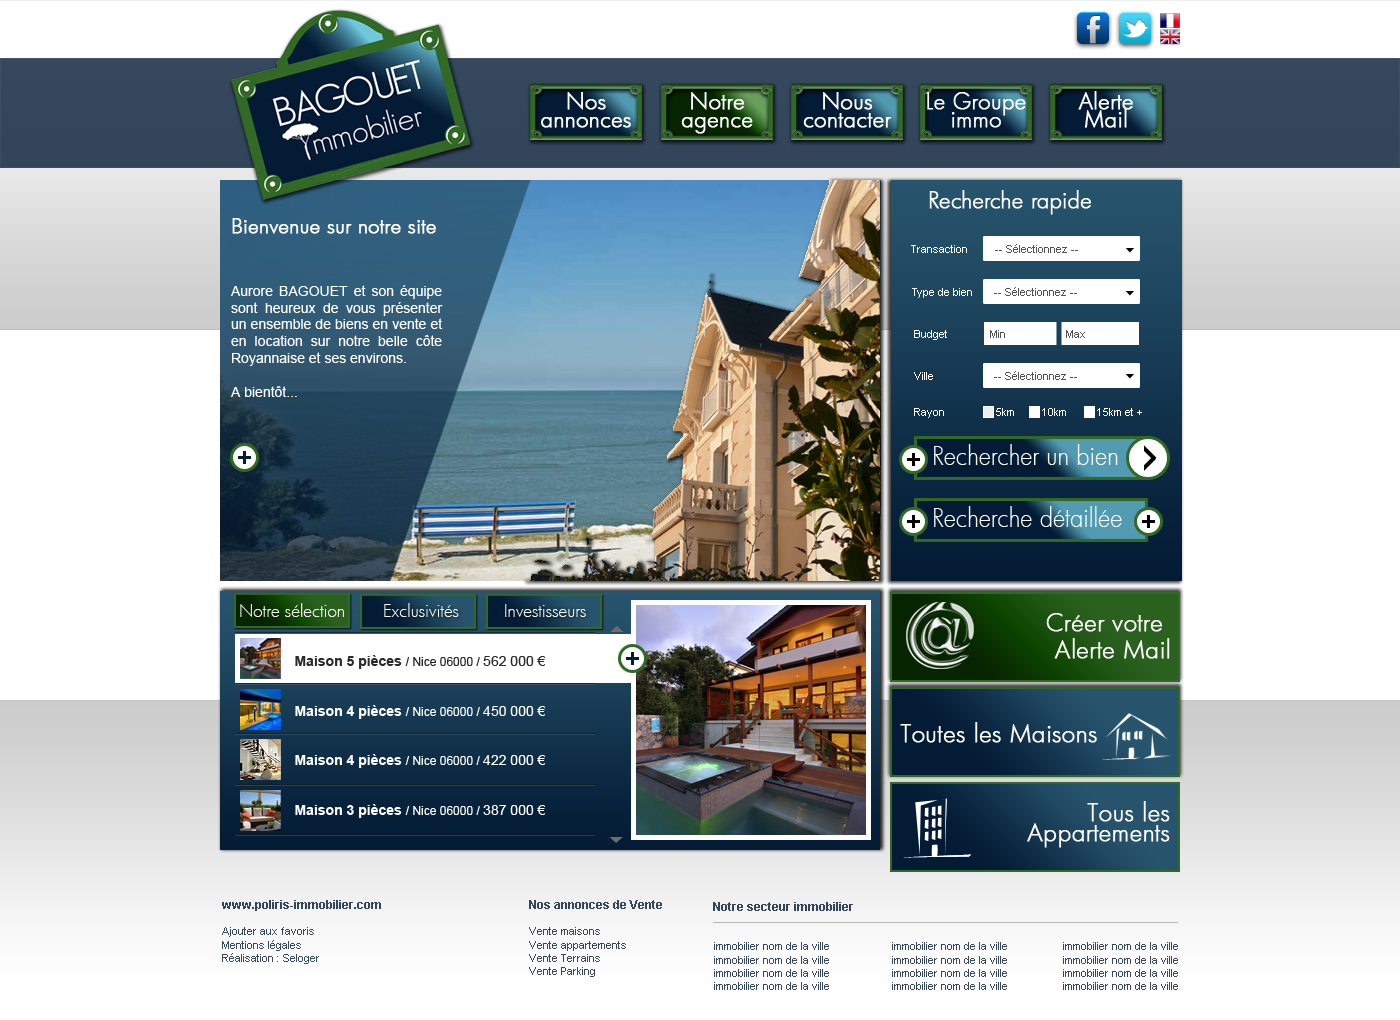 BAGOUET
immobilier
Nos
annonces
Notre
agence
Nous
contacter
Le Groupe
immo
Alerte
Mail
Bienvenue sur notre site
Aurore BAGOUET et son équipe
sont heureux de vous présenter
un ensemble de biens en vente et
en location sur notre belle côte
Royannaise et ses environs.
A bientôt...
Recherche rapide
Transaction -- Sélectionnez --
Type de bien -- Sélectionnez --
Budget Min Max
Ville -- Sélectionnez --
Rayon 5km 10km 15km et +
Rechercher un bien
Recherche détaillée
Notre sélection Exclusivités Investisseurs
Maison 5 pièces / Nice 06000 / 562 000 €
Maison 4 pièces / Nice 06000 / 450 000 €
Maison 4 pièces / Nice 06000 / 422 000 €
Maison 3 pièces / Nice 06000 / 387 000 €
Créer votre
Alerte Mail
Toutes les Maisons
Tous les
Appartements
www.poliris-immobilier.com
Ajouter aux favoris
Mentions légales
Réalisation : Seloger
Nos annonces de Vente
Vente maisons
Vente appartements
Vente Terrains
Vente Parking
Notre secteur immobilier
immobilier nom de la ville immobilier nom de la ville immobilier nom de la ville
immobilier nom de la ville immobilier nom de la ville immobilier nom de la ville
immobilier nom de la ville immobilier nom de la ville immobilier nom de la ville
immobilier nom de la ville immobilier nom de la ville immobilier nom de la ville